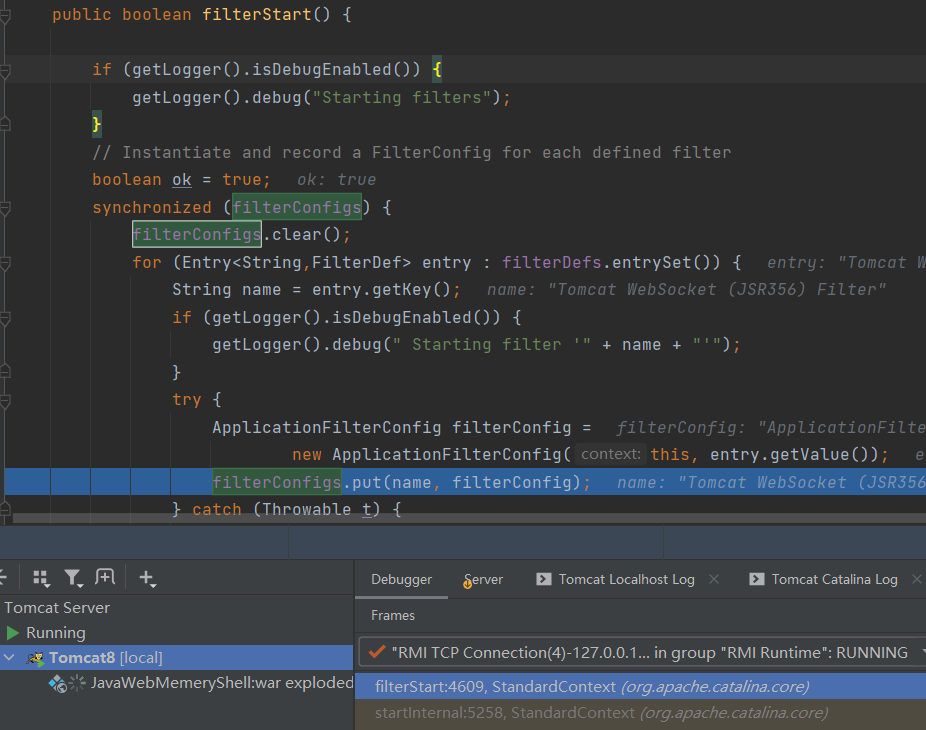 public boolean filterStart() {
if (getLogger().isDebugEnabled()) {
getLogger().debug("Starting filters");
}
// Instantiate and record a FilterConfig for each defined filter
boolean ok = true; ok: true
synchronized (filterConfigs) {
filterConfigs.clear();
for (Entry<String,FilterDef> entry : filterDefs.entrySet()) { entry: "Tomcat W
String name = entry.getKey(); name: "Tomcat WebSocket (JSR356) Filter"
if (getLogger().isDebugEnabled()) {
getLogger().debug(" Starting filter '" + name + "'");
}
try {
ApplicationFilterConfig filterConfig = filterConfig: "ApplicationFilte
new ApplicationFilterConfig( context: this, entry.getValue()); e
filterConfigs.put(name, filterConfig); name: "Tomcat WebSocket (JSR356
} catch (Throwable t) {
Debugger Server Tomcat Localhost Log Tomcat Catalina Log
Tomcat Server
Frames
Running
"RMI TCP Connection(4)-127.0.0.1... in group "RMI Runtime": RUNNING
Tomcat8 [local]
JavaWebMemeryShell:war exploded
filterStart:4609, StandardContext (org.apache.catalina.core)
startInternal:5258, StandardContext (org.apache.catalina.core)